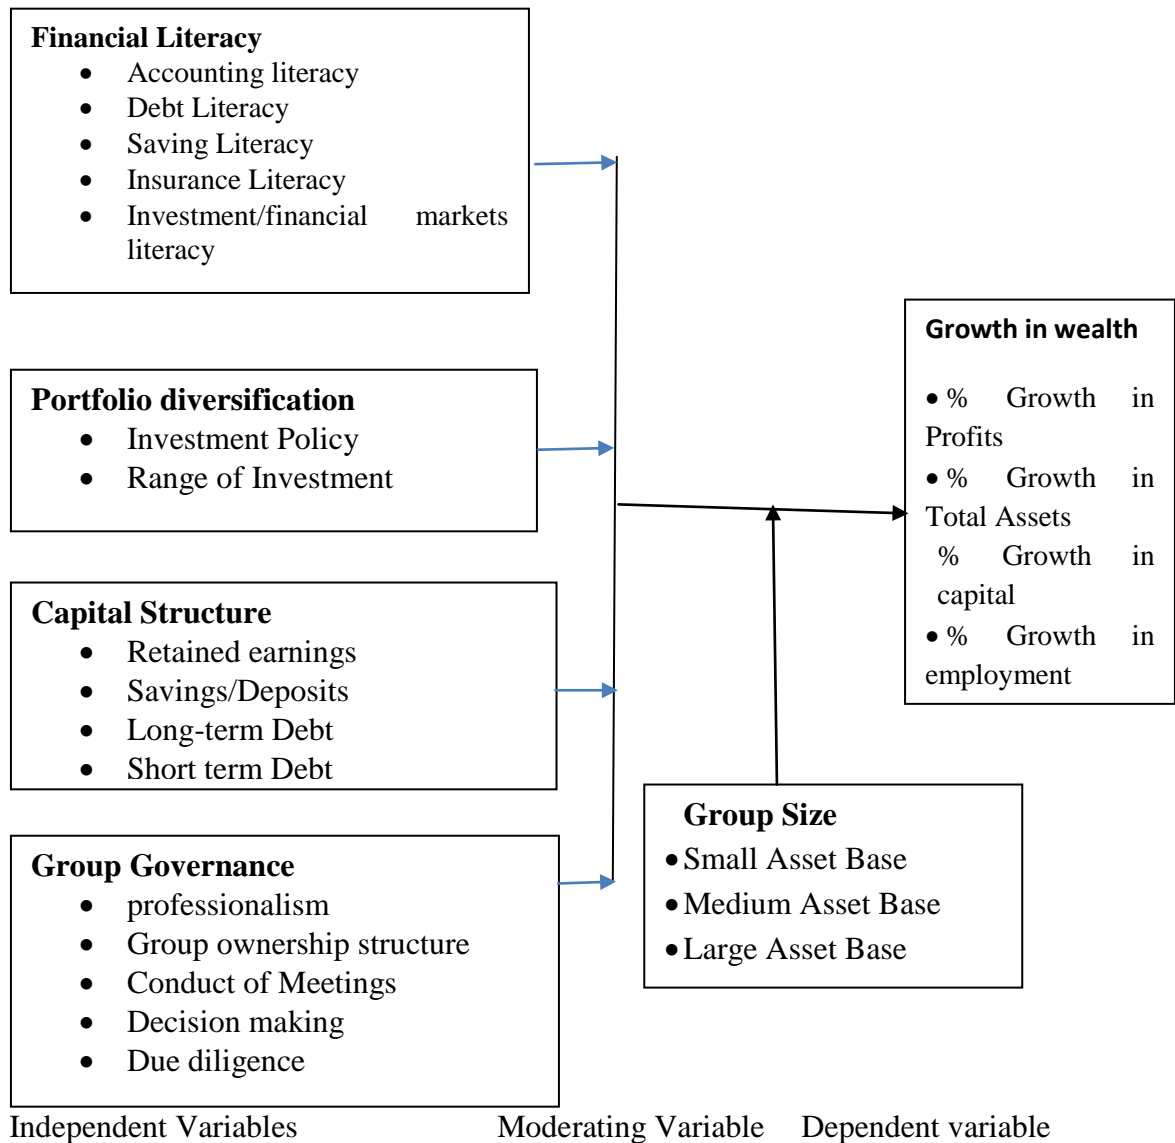 Financial Literacy
• Accounting literacy
• Debt Literacy
• Saving Literacy
• Insurance Literacy
• Investment/financial markets
literacy
Portfolio diversification
• Investment Policy
• Range of Investment
Capital Structure
• Retained earnings
• Savings/Deposits
• Long-term Debt
• Short term Debt
Group Governance
• professionalism
• Group ownership structure
• Conduct of Meetings
• Decision making
• Due diligence
Growth in wealth
• % Growth in
Profits
• % Growth in
Total Assets
% Growth in
capital
• % Growth in
employment
Group Size
• Small Asset Base
• Medium Asset Base
• Large Asset Base
Independent Variables Moderating Variable Dependent variable